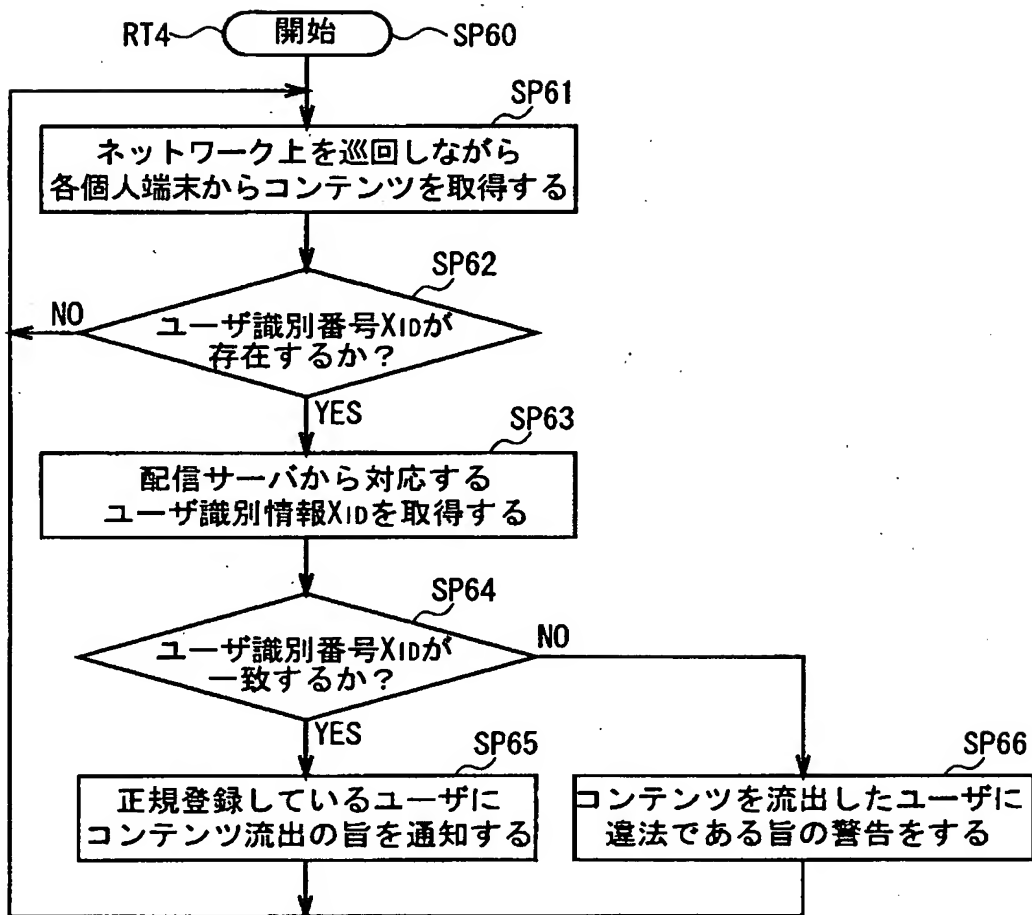 RT4 開始 SP60
SP61
ネットワーク上を巡回しながら
各個人端末からコンテンツを取得する
SP62
NO
ユーザ識別番号XIDが
存在するか?
YES
SP63
配信サーバから対応する
ユーザ識別情報XIDを取得する
SP64
ユーザ識別番号XIDが
一致するか?
NO
YES
SP65
正規登録しているユーザに
コンテンツ流出の旨を通知する
SP66
コンテンツを流出したユーザに
違法である旨の警告をする